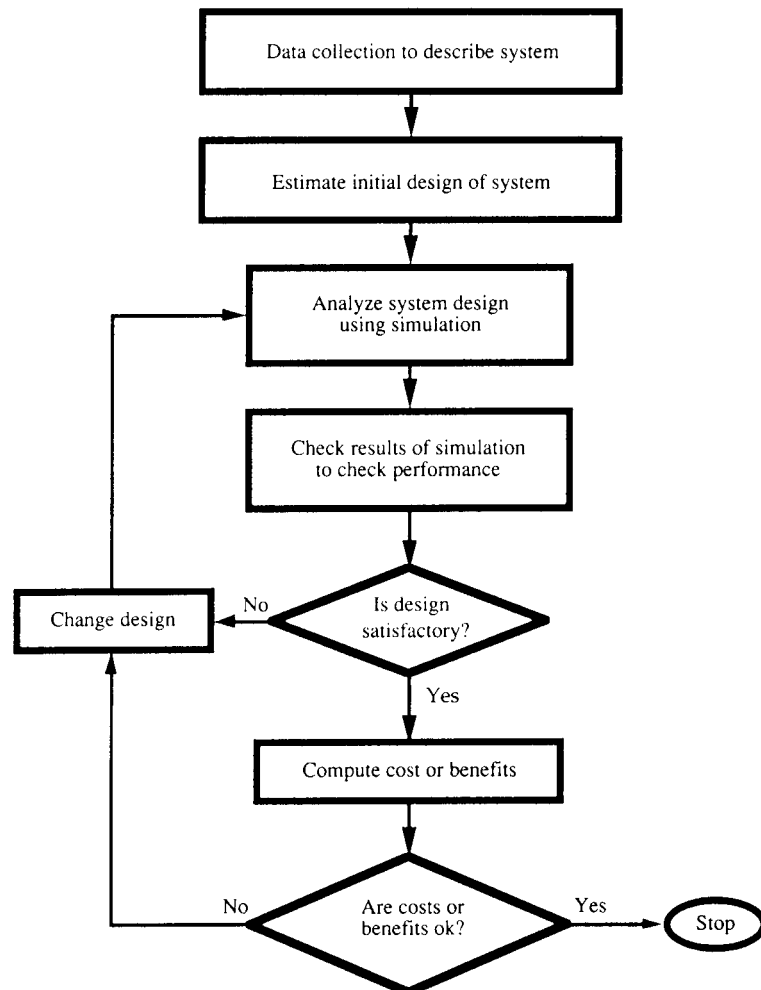 Data collection to describe system
Estimate initial design of system
Analyze system design
using simulation
Check results of simulation
to check performance
Is design
satisfactory?
No
Change design
Yes
Compute cost or benefits
Are costs or
benefits ok?
No
Yes
Stop